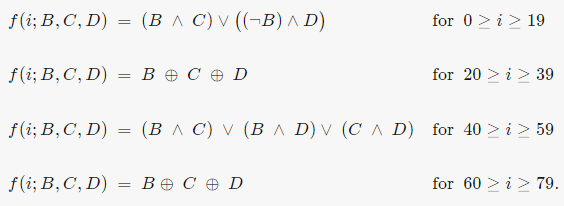 f(i; B, C, D) = (B ∧ C) ∨ ((¬B) ∧ D) for 0 ≥ i ≥ 19
f(i; B, C, D) = B ⊕ C ⊕ D for 20 ≥ i ≥ 39
f(i; B, C, D) = (B ∧ C) ∨ (B ∧ D) ∨ (C ∧ D) for 40 ≥ i ≥ 59
f(i; B, C, D) = B ⊕ C ⊕ D for 60 ≥ i ≥ 79.